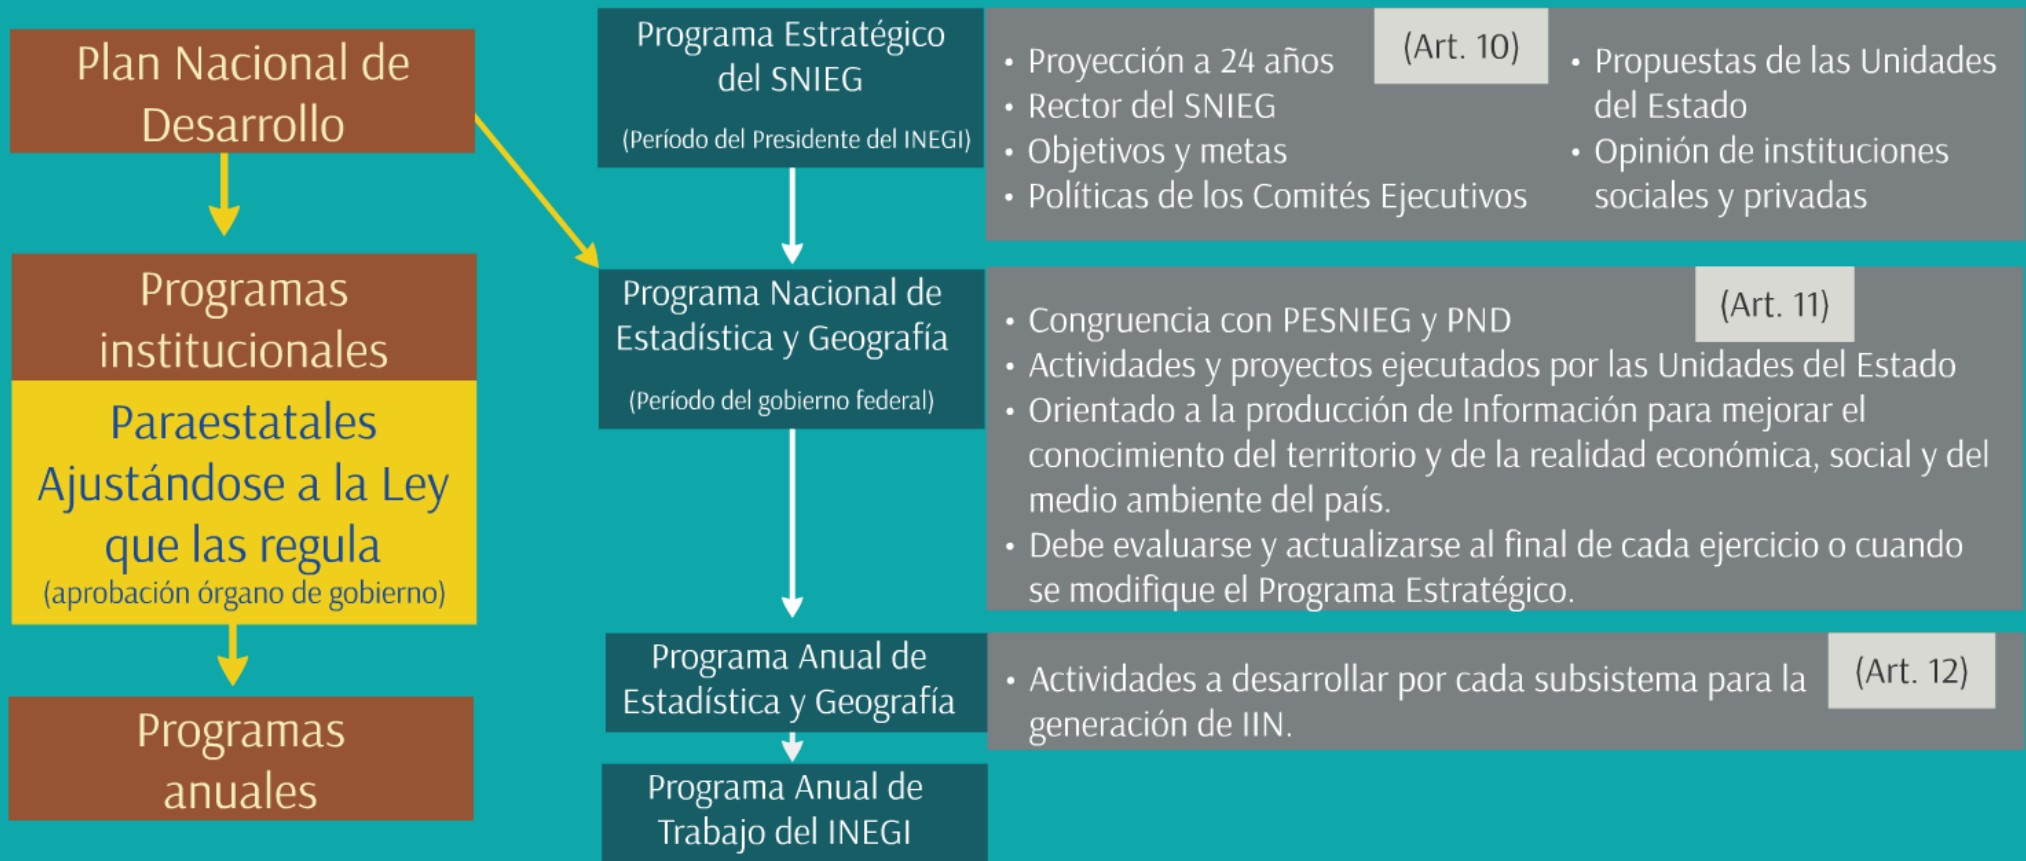 Plan Nacional de
Desarrollo
Programas
institucionales
Paraestatales
Ajustándose a la Ley
que las regula
(aprobación órgano de gobierno)
Programas
anuales
Programa Estratégico
del SNIEG
(Período del Presidente del INEGI)
(Art. 10)
• Proyección a 24 años
• Rector del SNIEG
• Objetivos y metas
• Políticas de los Comités Ejecutivos
• Propuestas de las Unidades
del Estado
• Opinión de instituciones
sociales y privadas
Programa Nacional de
Estadística y Geografía
(Período del gobierno federal)
(Art. 11)
• Congruencia con PESNIEG y PND
• Actividades y proyectos ejecutados por las Unidades del Estado
• Orientado a la producción de Información para mejorar el
conocimiento del territorio y de la realidad económica, social y del
medio ambiente del país.
• Debe evaluarse y actualizarse al final de cada ejercicio o cuando
se modifique el Programa Estratégico.
Programa Anual de
Estadística y Geografía
(Art. 12)
• Actividades a desarrollar por cada subsistema para la
generación de IIN.
Programa Anual de
Trabajo del INEGI